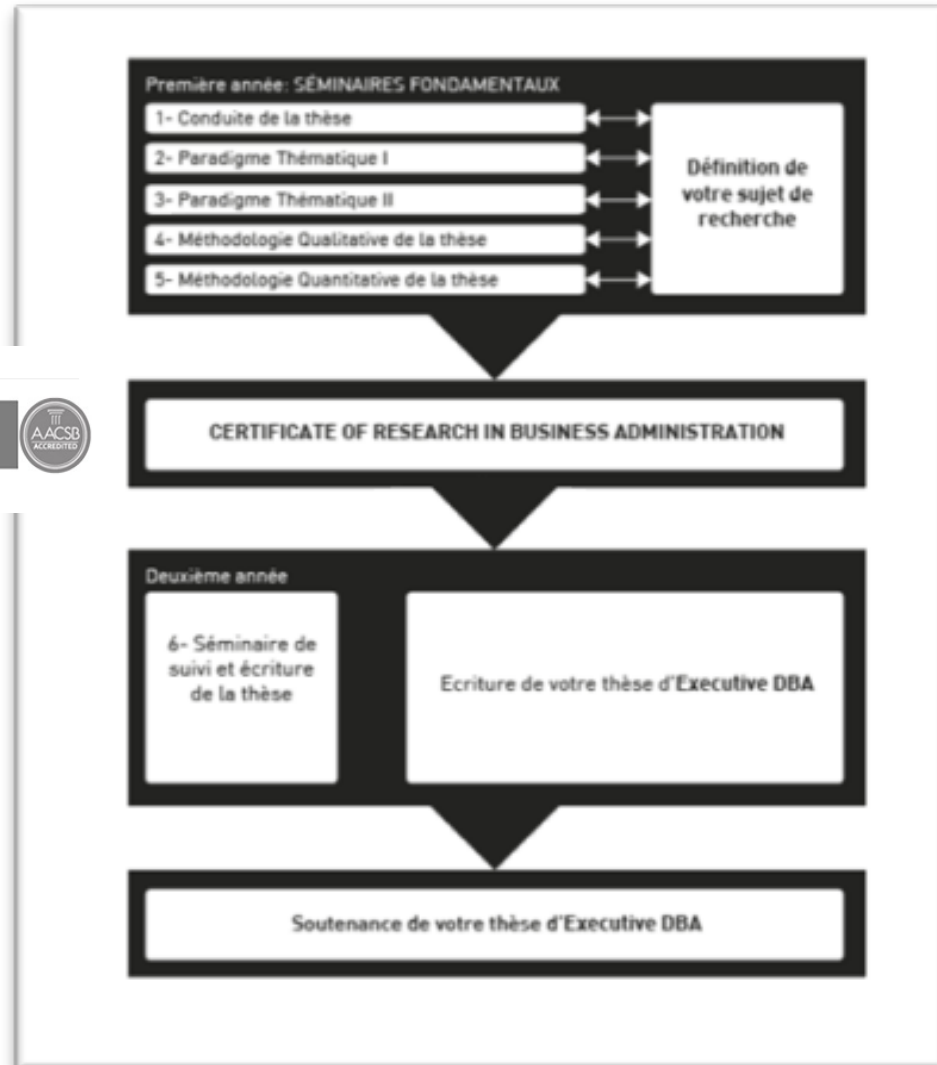 Première année: SÉMINAIRES FONDAMENTAUX
1- Conduite de la thèse
2- Paradigme Thématique I
3- Paradigme Thématique II
4- Méthodologie Qualitative de la thèse
5- Méthodologie Quantitative de la thèse
Définition de
votre sujet de
recherche
AACSB
ACCREDITED
CERTIFICATE OF RESEARCH IN BUSINESS ADMINISTRATION
Deuxième année
6- Séminaire de
suivi et écriture
de la thèse
Ecriture de votre thèse d'Executive DBA
Soutenance de votre thèse d'Executive DBA